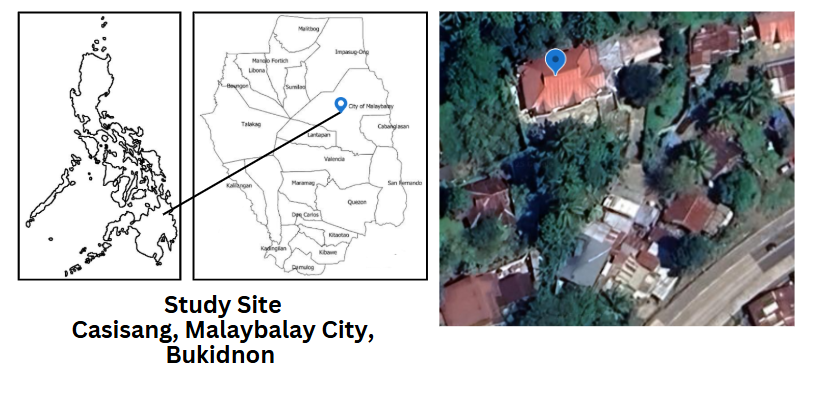 Malitbog
Impasug-Ong
Manolo Fortich
Libona
Baungon
Sumilao
City of Malaybalay
Talakag
Cabanglasan
Lantapan
Valencia
Kalilangan
Maramag
San Fernando
Quezon
Don Carlos
Kitaotao
Kadingilan
Kibawe
Damulog
Study Site
Casisang, Malaybalay City,
Bukidnon